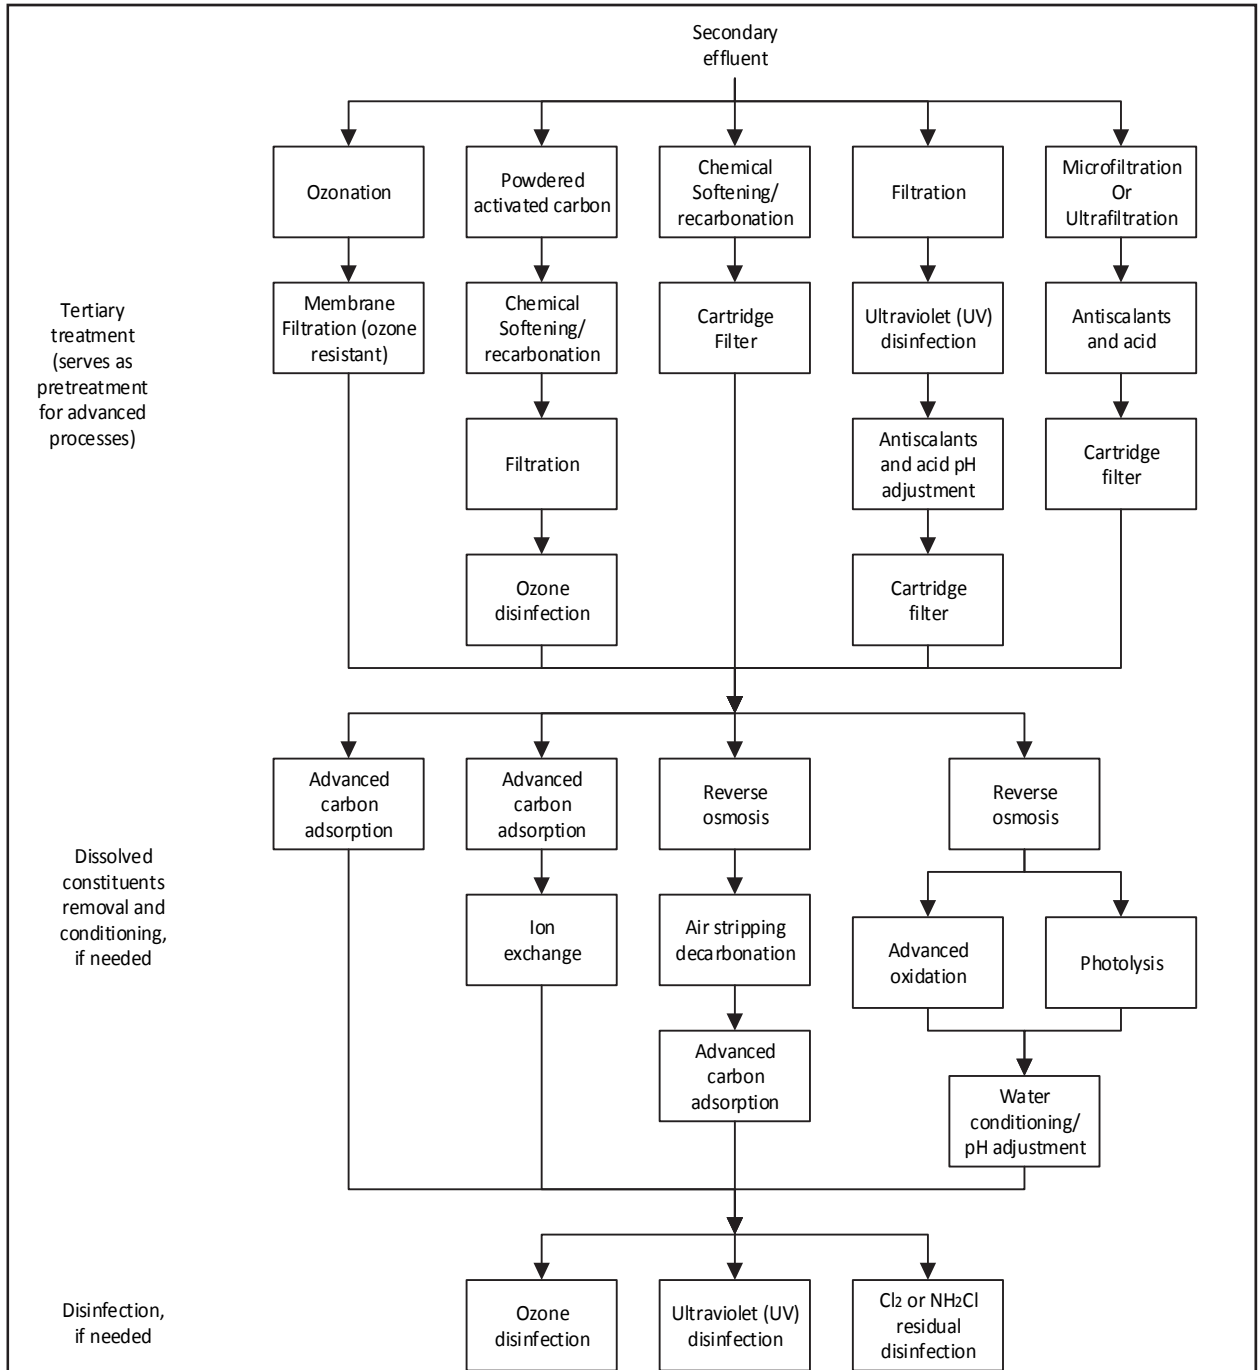 Secondary
effluent
Ozonation
Powdered
activated carbon
Chemical
Softening/
recarbonation
Filtration
Microfiltration
Or
Ultrafiltration
Tertiary
treatment
(serves as
pretreatment
for advanced
processes)
Membrane
Filtration (ozone
resistant)
Chemical
Softening/
recarbonation
Cartridge
Filter
Ultraviolet (UV)
disinfection
Antiscalants
and acid
Filtration
Antiscalants
and acid pH
adjustment
Cartridge
filter
Ozone
disinfection
Cartridge
filter
Dissolved
constituents
removal and
conditioning,
if needed
Advanced
carbon
adsorption
Advanced
carbon
adsorption
Reverse
osmosis
Reverse
osmosis
Ion
exchange
Air stripping
decarbonation
Advanced
oxidation
Photolysis
Advanced
carbon
adsorption
Water
conditioning/
pH adjustment
Disinfection,
if needed
Ozone
disinfection
Ultraviolet (UV)
disinfection
Cl₂ or NH₂Cl
residual
disinfection